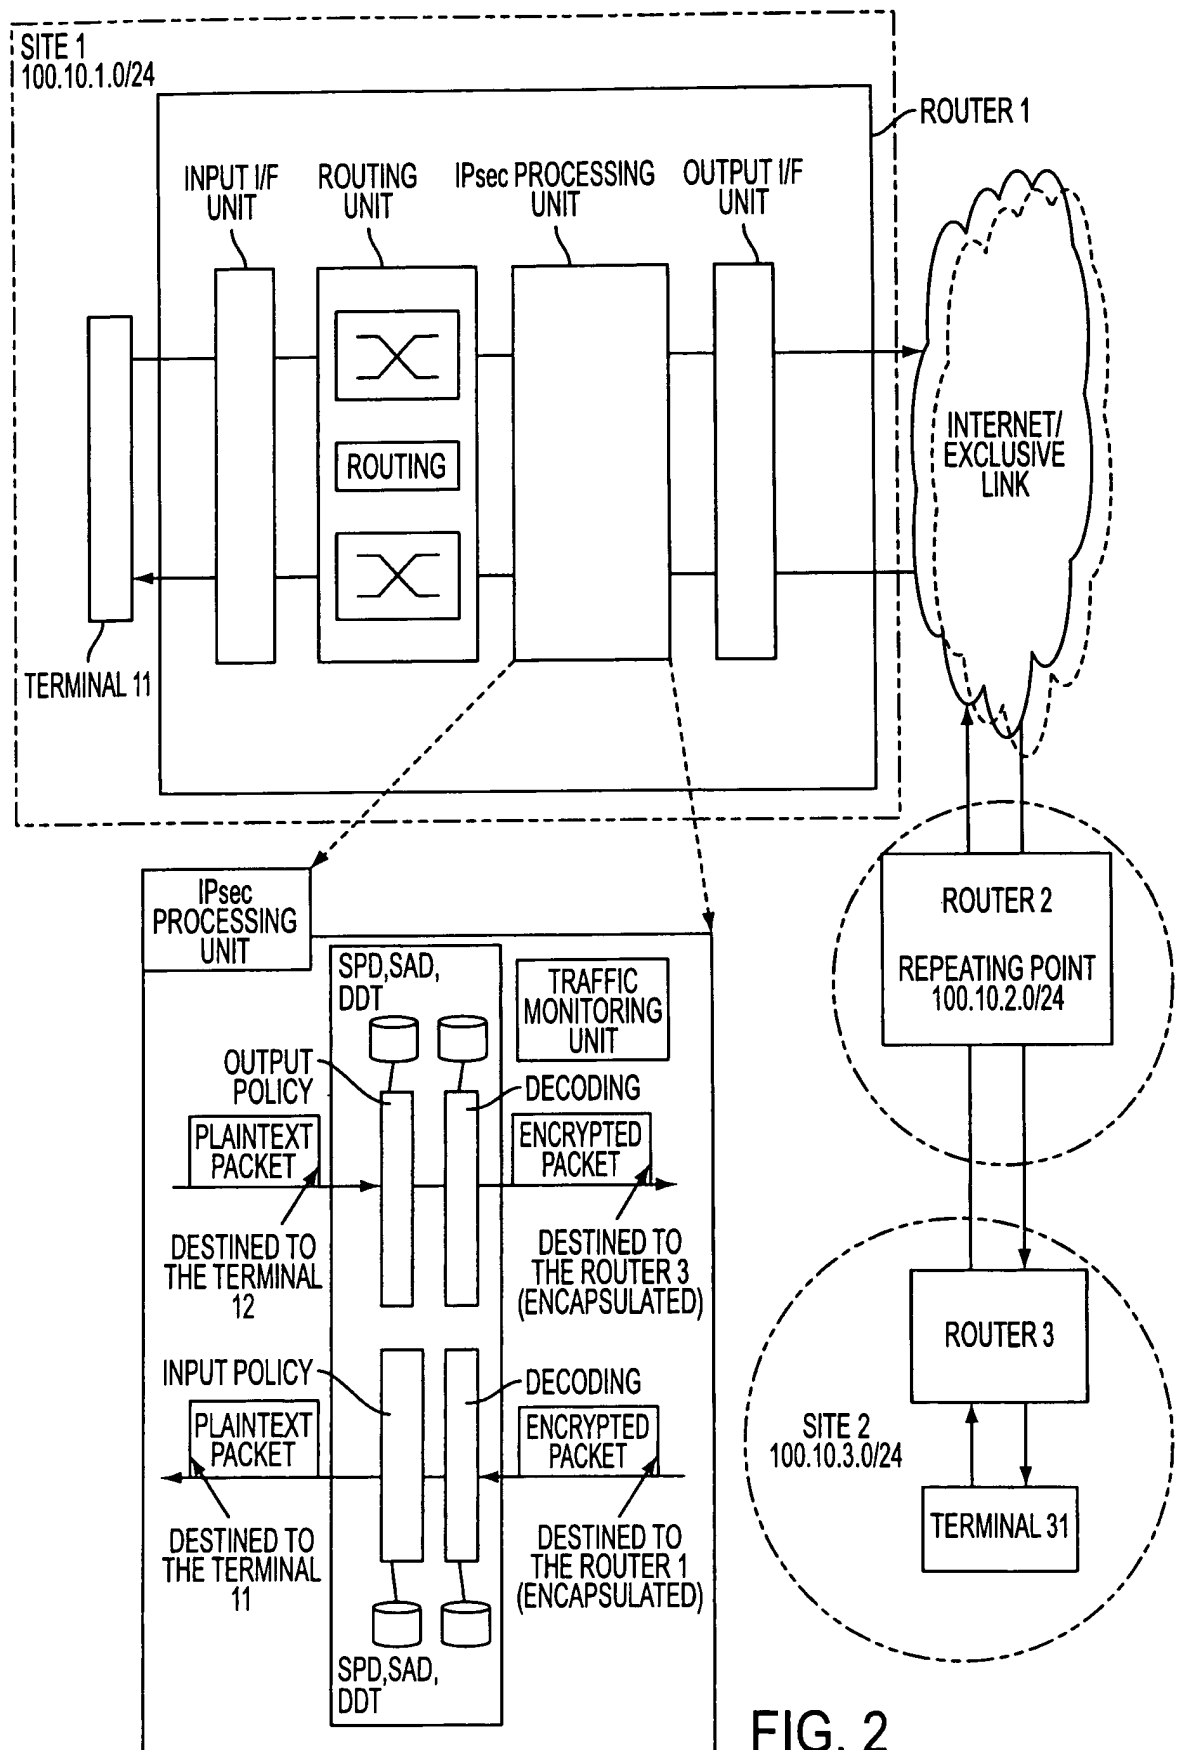 SITE 1
100.10.1.0/24
ROUTER 1
INPUT I/F
UNIT
ROUTING
UNIT
IPsec PROCESSING
UNIT
OUTPUT I/F
UNIT
ROUTING
INTERNET/
EXCLUSIVE
LINK
TERMINAL 11
IPsec
PROCESSING
UNIT
SPD,SAD,
DDT
TRAFFIC
MONITORING
UNIT
OUTPUT
POLICY
DECODING
PLAINTEXT
PACKET
ENCRYPTED
PACKET
DESTINED TO
THE TERMINAL
12
DESTINED TO
THE ROUTER 3
(ENCAPSULATED)
INPUT POLICY
DECODING
PLAINTEXT
PACKET
ENCRYPTED
PACKET
DESTINED TO
THE TERMINAL
11
DESTINED TO
THE ROUTER 1
(ENCAPSULATED)
SPD,SAD,
DDT
ROUTER 2
REPEATING POINT
100.10.2.0/24
ROUTER 3
SITE 2
100.10.3.0/24
TERMINAL 31
FIG. 2